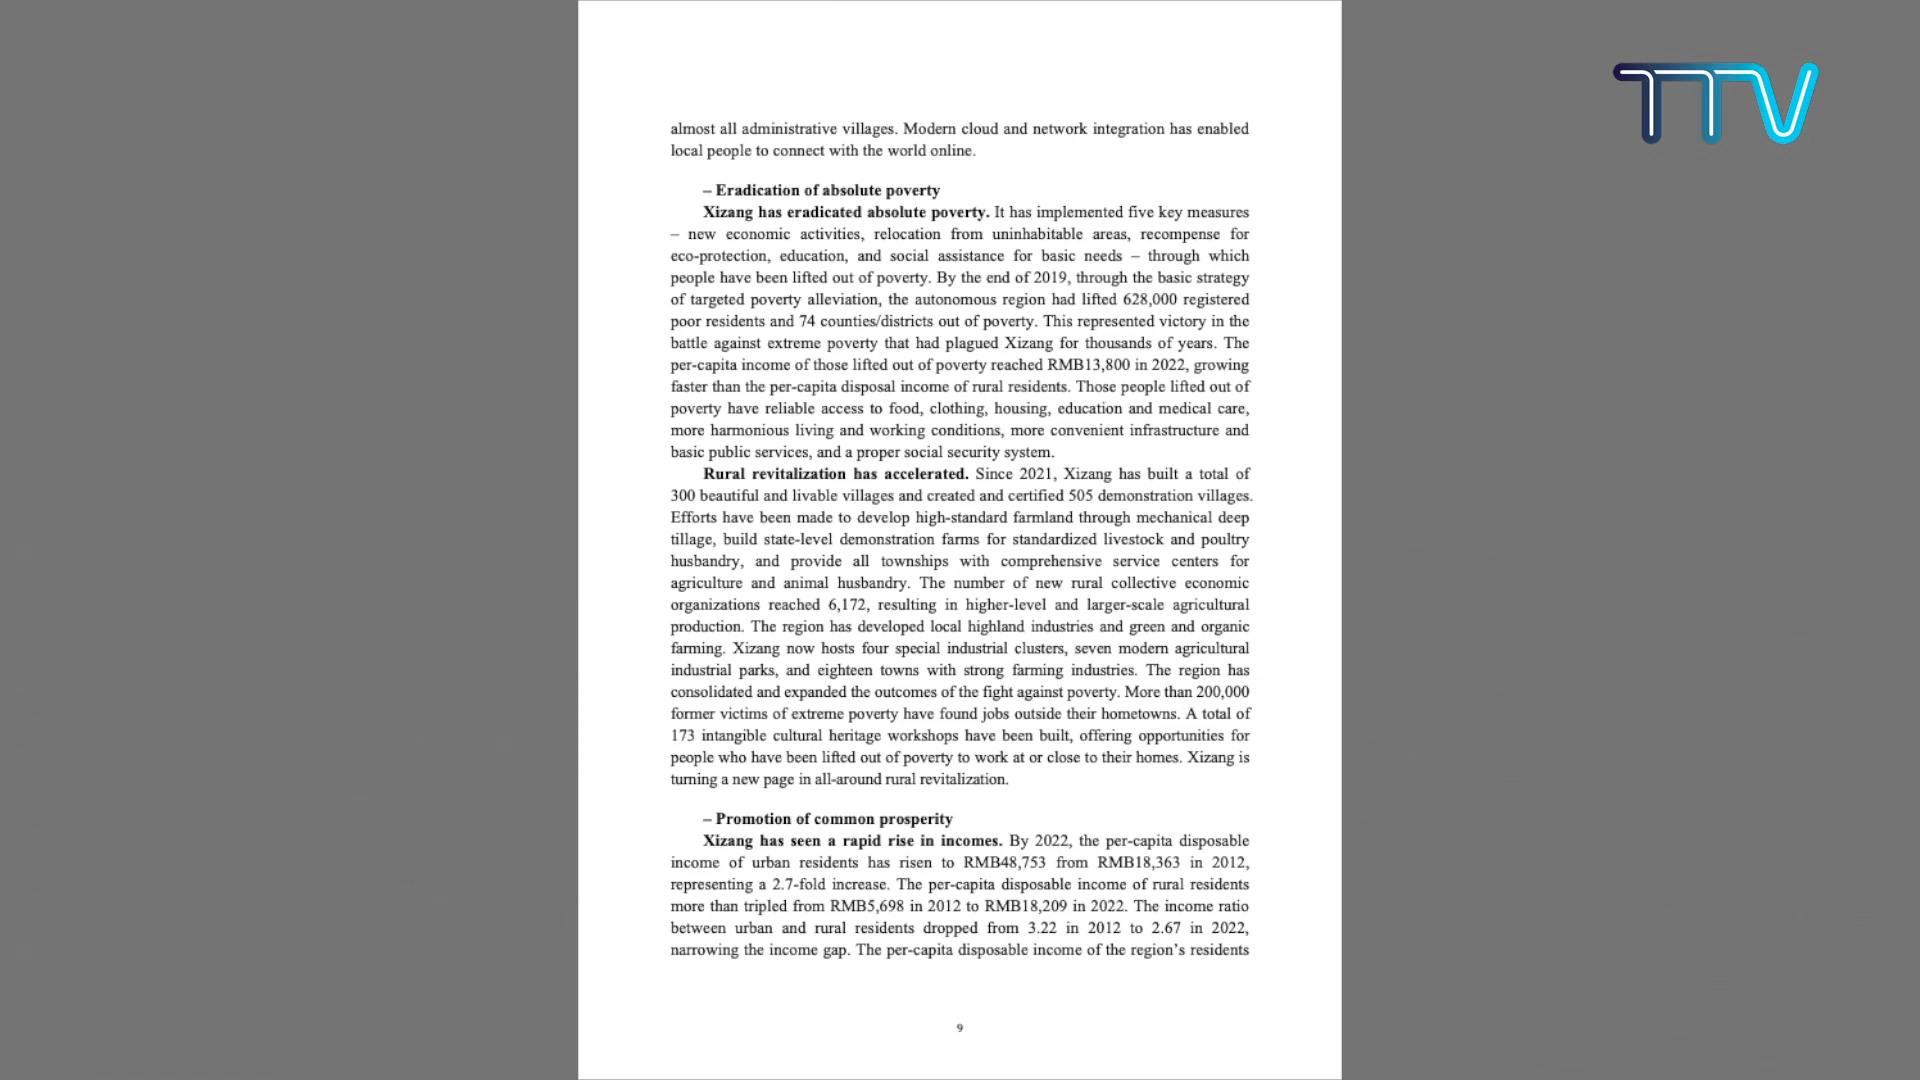 TTV
almost all administrative villages. Modern cloud and network integration has enabled
local people to connect with the world online.
– Eradication of absolute poverty
Xizang has eradicated absolute poverty. It has implemented five key measures
– new economic activities, relocation from uninhabitable areas, recompense for
eco-protection, education, and social assistance for basic needs – through which
people have been lifted out of poverty. By the end of 2019, through the basic strategy
of targeted poverty alleviation, the autonomous region had lifted 628,000 registered
poor residents and 74 counties/districts out of poverty. This represented victory in the
battle against extreme poverty that had plagued Xizang for thousands of years. The
per-capita income of those lifted out of poverty reached RMB13,800 in 2022, growing
faster than the per-capita disposal income of rural residents. Those people lifted out of
poverty have reliable access to food, clothing, housing, education and medical care,
more harmonious living and working conditions, more convenient infrastructure and
basic public services, and a proper social security system.
Rural revitalization has accelerated. Since 2021, Xizang has built a total of
300 beautiful and livable villages and created and certified 505 demonstration villages.
Efforts have been made to develop high-standard farmland through mechanical deep
tillage, build state-level demonstration farms for standardized livestock and poultry
husbandry, and provide all townships with comprehensive service centers for
agriculture and animal husbandry. The number of new rural collective economic
organizations reached 6,172, resulting in higher-level and larger-scale agricultural
production. The region has developed local highland industries and green and organic
farming. Xizang now hosts four special industrial clusters, seven modern agricultural
industrial parks, and eighteen towns with strong farming industries. The region has
consolidated and expanded the outcomes of the fight against poverty. More than 200,000
former victims of extreme poverty have found jobs outside their hometowns. A total of
173 intangible cultural heritage workshops have been built, offering opportunities for
people who have been lifted out of poverty to work at or close to their homes. Xizang is
turning a new page in all-around rural revitalization.
– Promotion of common prosperity
Xizang has seen a rapid rise in incomes. By 2022, the per-capita disposable
income of urban residents has risen to RMB48,753 from RMB18,363 in 2012,
representing a 2.7-fold increase. The per-capita disposable income of rural residents
more than tripled from RMB5,698 in 2012 to RMB18,209 in 2022. The income ratio
between urban and rural residents dropped from 3.22 in 2012 to 2.67 in 2022,
narrowing the income gap. The per-capita disposable income of the region’s residents
9